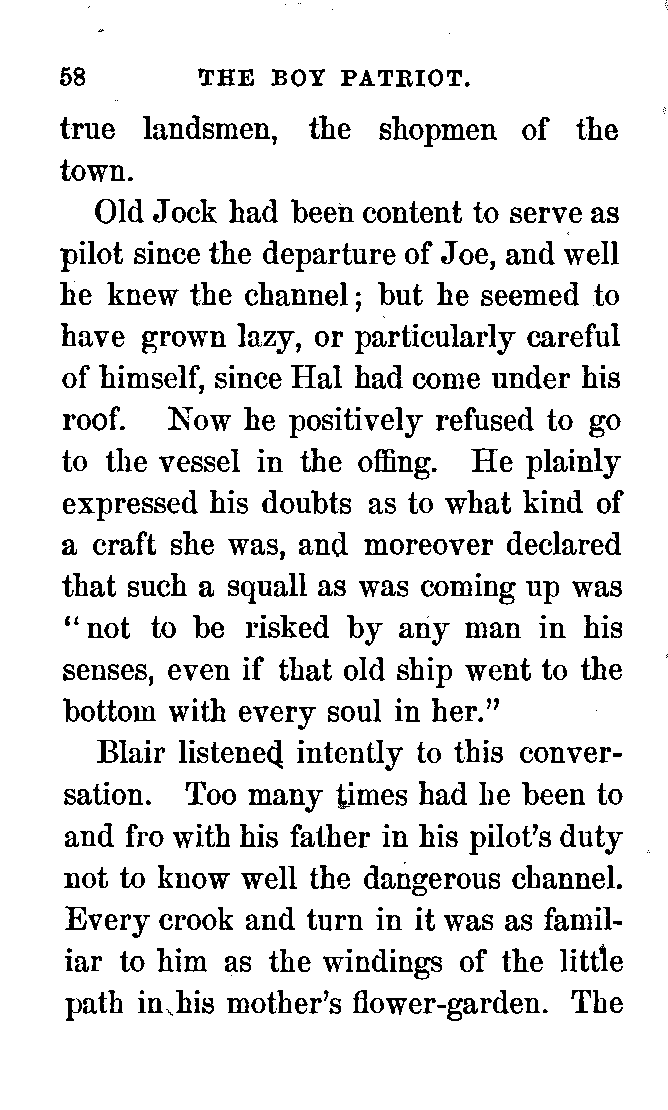 58 THE BOY PATRIOT.
true landsmen, the shopmen of the
town.
Old Jock had been content to serve as
pilot since the departure of Joe, and well
he knew the channel; but he seemed to
have grown lazy, or particularly careful
of himself, since Hal had come under his
roof. Now he positively refused to go
to the vessel in the offing. He plainly
expressed his doubts as to what kind of
a craft she was, and moreover declared
that such a squall as was coming up was
“not to be risked by any man in his
senses, even if that old ship went to the
bottom with every soul in her.”
Blair listened intently to this conver-
sation. Too many times had he been to
and fro with his father in his pilot’s duty
not to know well the dangerous channel.
Every crook and turn in it was as famil-
iar to him as the windings of the little
path in his mother’s flower-garden. The